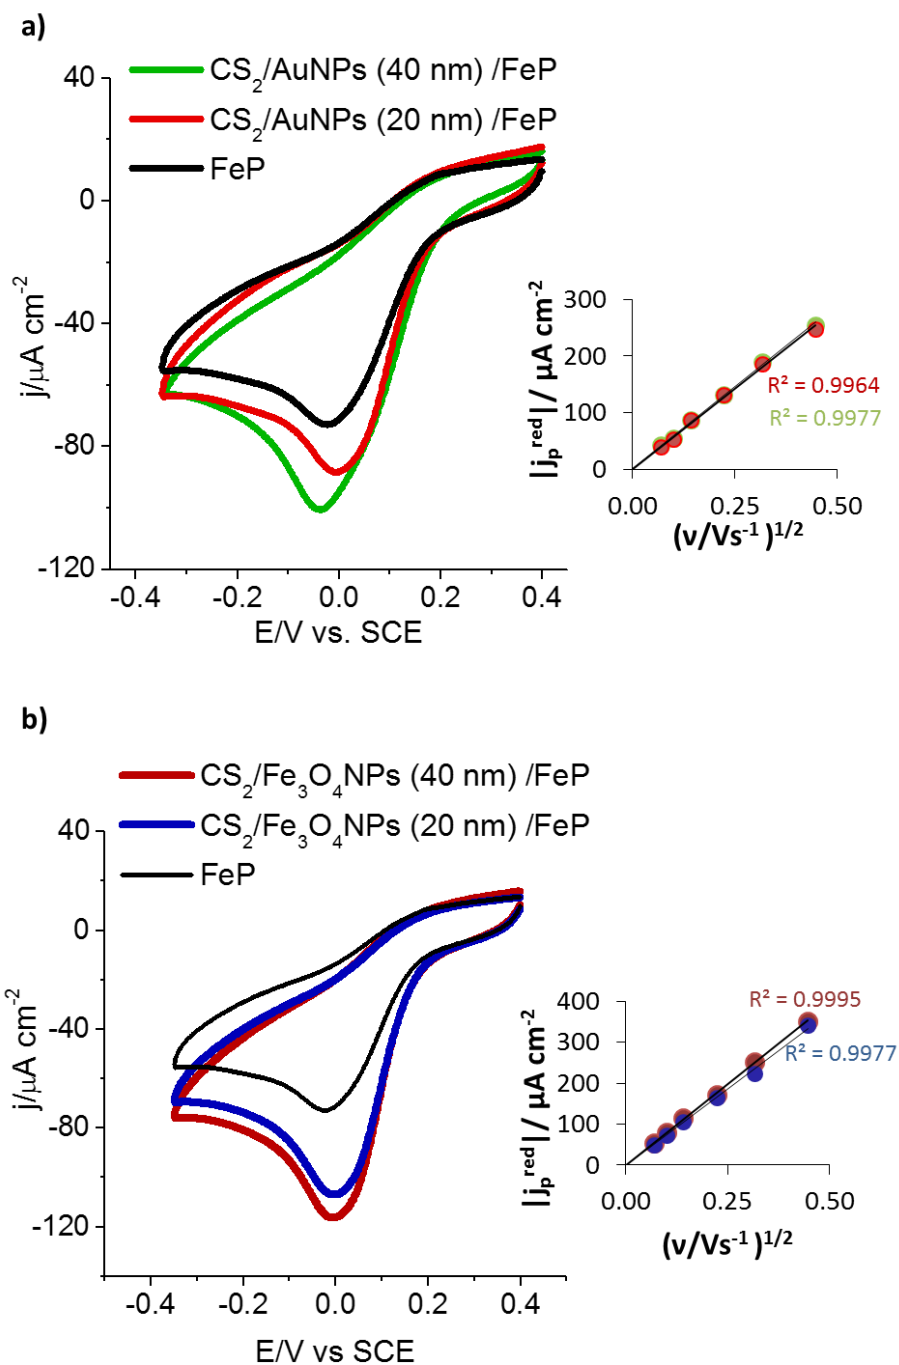 a)
CS₂/AuNPs (40 nm) /FeP
CS₂/AuNPs (20 nm) /FeP
FeP
40
0
-40
-80
-120
j/μA cm⁻²
-0.4 -0.2 0.0 0.2 0.4
E/V vs. SCE
300
200
100
0
|jₚʳᵉᵈ| / μA cm⁻²
R² = 0.9964
R² = 0.9977
0.00 0.25 0.50
(ν/Vs⁻¹ )¹/²
b)
CS₂/Fe₃O₄NPs (40 nm) /FeP
CS₂/Fe₃O₄NPs (20 nm) /FeP
FeP
40
0
-40
-80
-120
j/μA cm⁻²
-0.4 -0.2 0.0 0.2 0.4
E/V vs SCE
400
300
200
100
0
|jₚʳᵉᵈ| / μA cm⁻²
R² = 0.9995
R² = 0.9977
0.00 0.25 0.50
(ν/Vs⁻¹ )¹/²